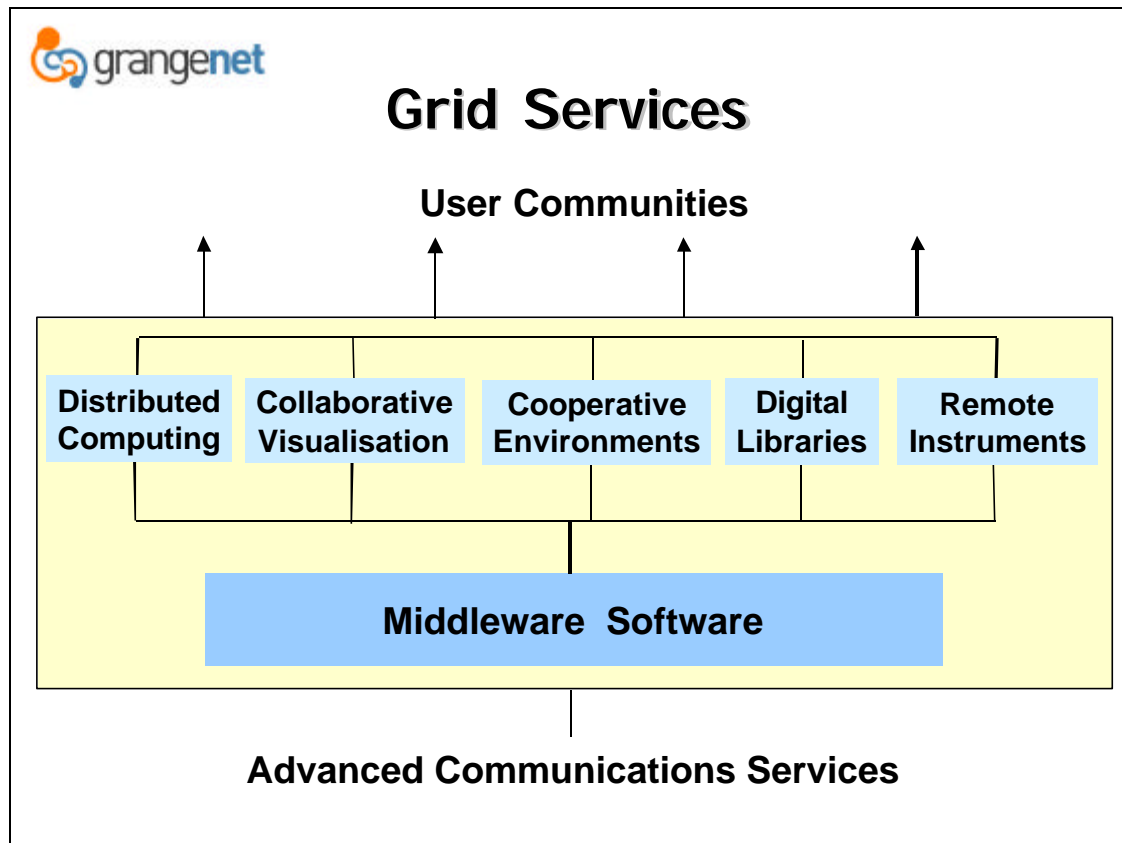 grangenet
Grid Services
User Communities
Distributed
Computing
Collaborative
Visualisation
Cooperative
Environments
Digital
Libraries
Remote
Instruments
Middleware Software
Advanced Communications Services